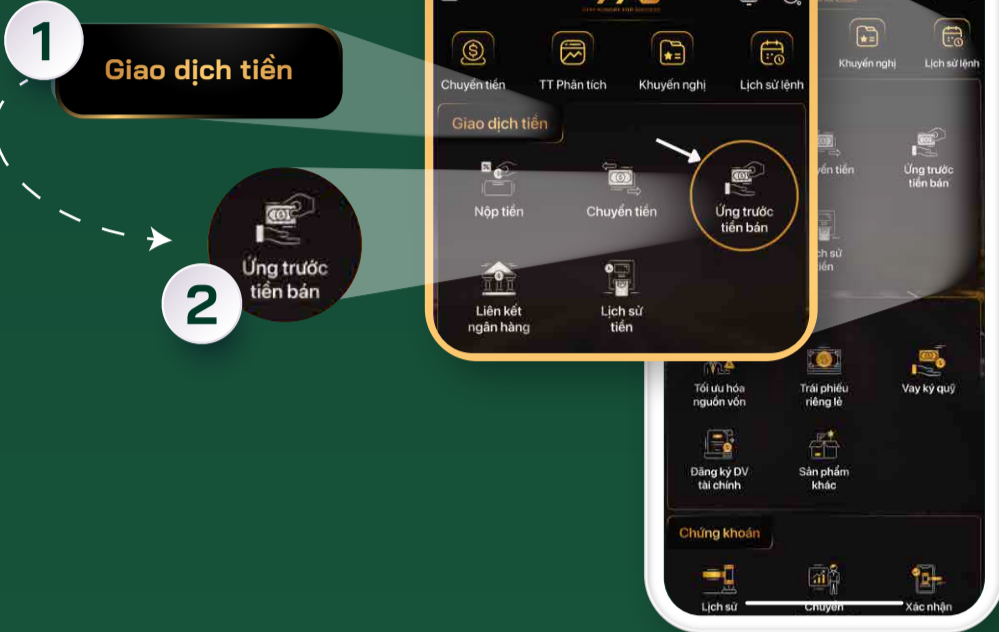 1
Giao dịch tiền
2
Ứng trước
tiền bán
Chuyển tiền
TT Phân tích
Khuyến nghị
Lịch sử lệnh
Giao dịch tiền
Nộp tiền
Chuyển tiền
Ứng trước
tiền bán
Liên kết
ngân hàng
Lịch sử
tiền
Khuyến nghị
Lịch sử lệnh
tiền
Ứng trước
tiền bán
sử
tiền
Tối ưu hóa
nguồn vốn
Trái phiếu
riêng lẻ
Vay ký quỹ
Đăng ký DV
tài chính
Sản phẩm
khác
Chứng khoán
Lịch sử
Chuyển
Xác nhận